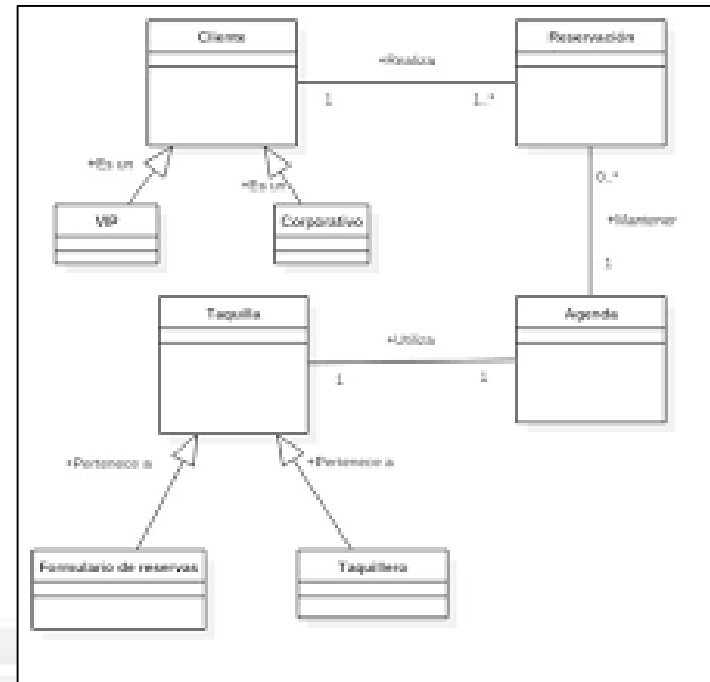 Cliente
Reservación
+Realiza
1
1..*
+Es un
+Es un
0..*
VIP
Corporativo
+Mantener
1
Taquilla
Agenda
+Utiliza
1
1
+Pertenece a
+Pertenece a
Formulario de reservas
Taquillero